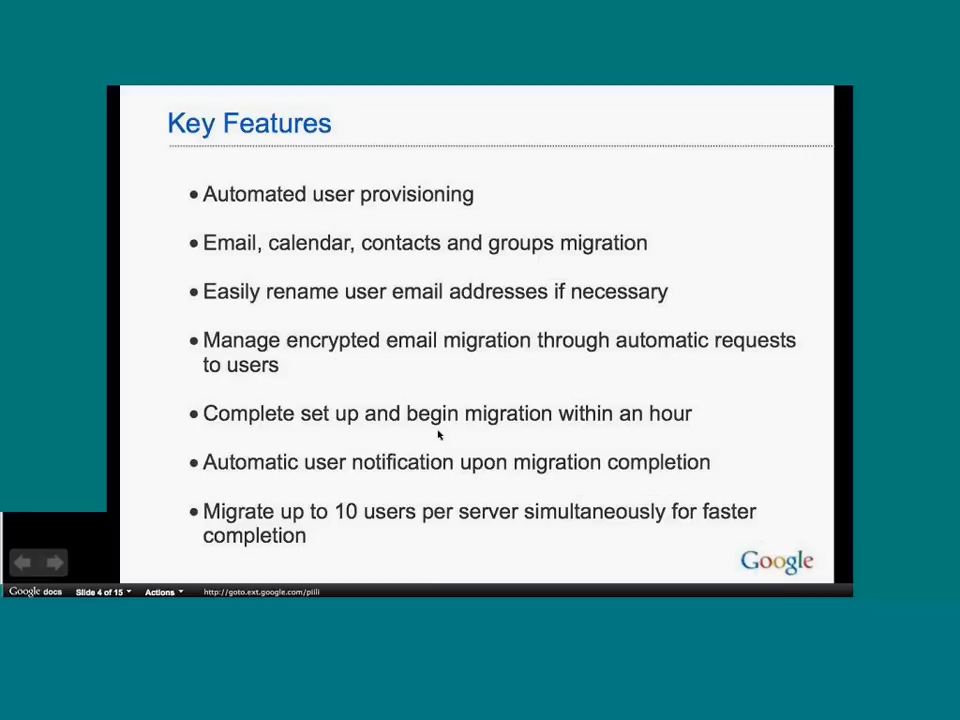 Key Features
• Automated user provisioning
• Email, calendar, contacts and groups migration
• Easily rename user email addresses if necessary
• Manage encrypted email migration through automatic requests
to users
• Complete set up and begin migration within an hour
• Automatic user notification upon migration completion
• Migrate up to 10 users per server simultaneously for faster
completion
Google
Google docs Slide 4 of 15 Actions http://goto.ext.google.com/piili